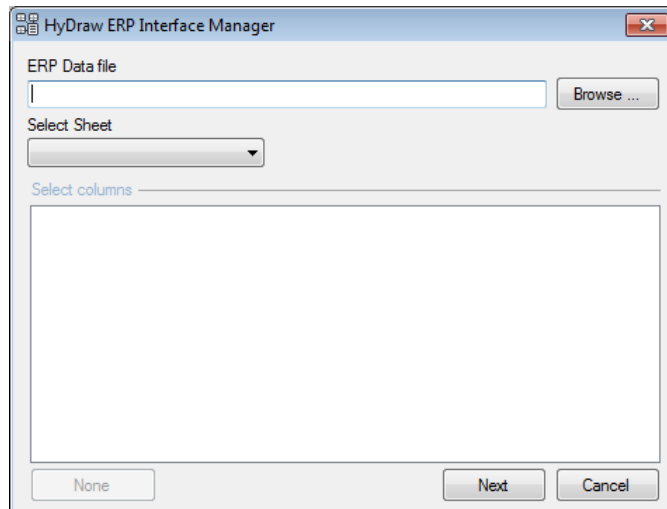 HyDraw ERP Interface Manager
ERP Data file
Browse ...
Select Sheet
Select columns
None Next Cancel